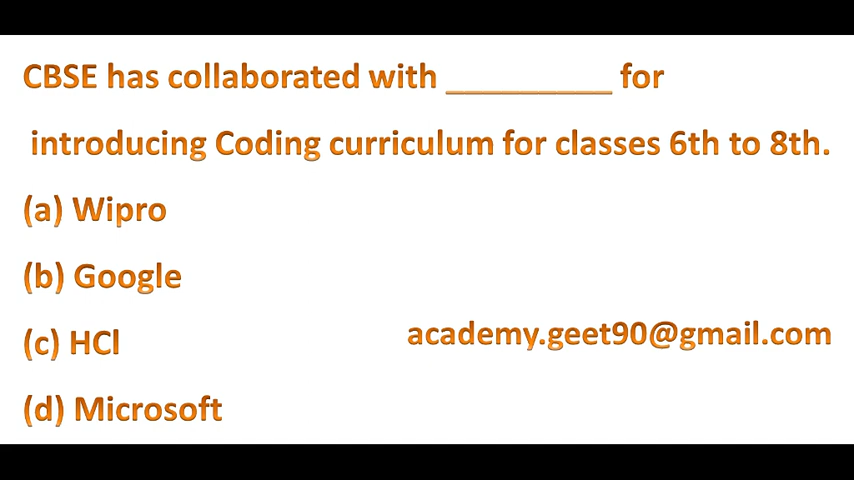 CBSE has collaborated with __________ for
introducing Coding curriculum for classes 6th to 8th.
(a) Wipro
(b) Google
(c) HCl
academy.geet90@gmail.com
(d) Microsoft